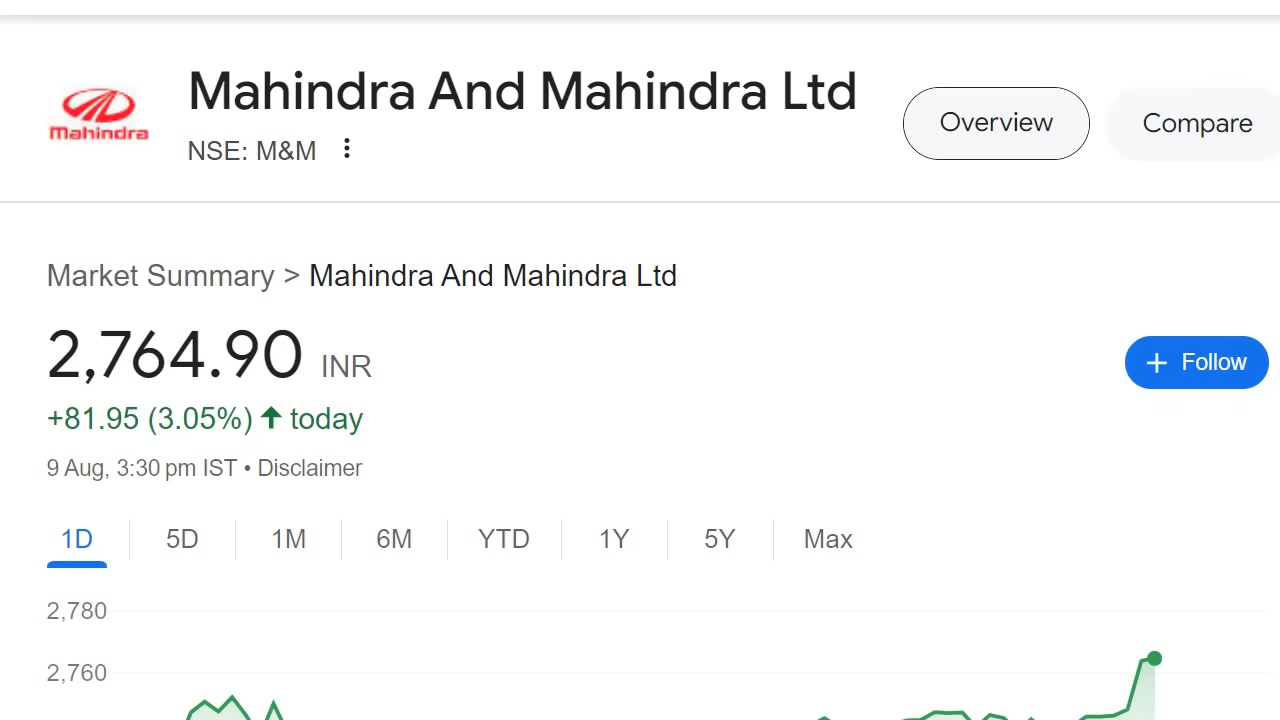 Mahindra And Mahindra Ltd
mahindra
NSE: M&M
Overview
Compare
Market Summary > Mahindra And Mahindra Ltd
2,764.90 INR
+ Follow
+81.95 (3.05%) ↑ today
9 Aug, 3:30 pm IST • Disclaimer
1D 5D 1M 6M YTD 1Y 5Y Max
2,780
2,760